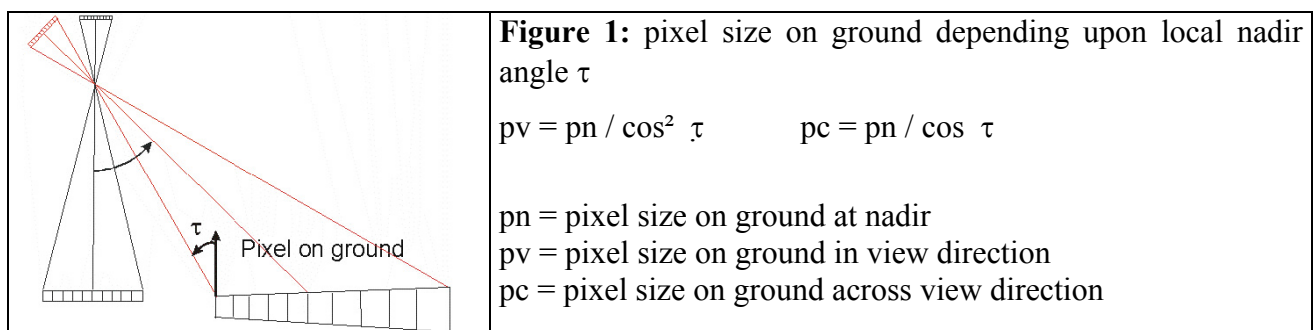 τ
Pixel on ground
Figure 1: pixel size on ground depending upon local nadir
angle τ
pv = pn / cos² τ pc = pn / cos τ
pn = pixel size on ground at nadir
pv = pixel size on ground in view direction
pc = pixel size on ground across view direction